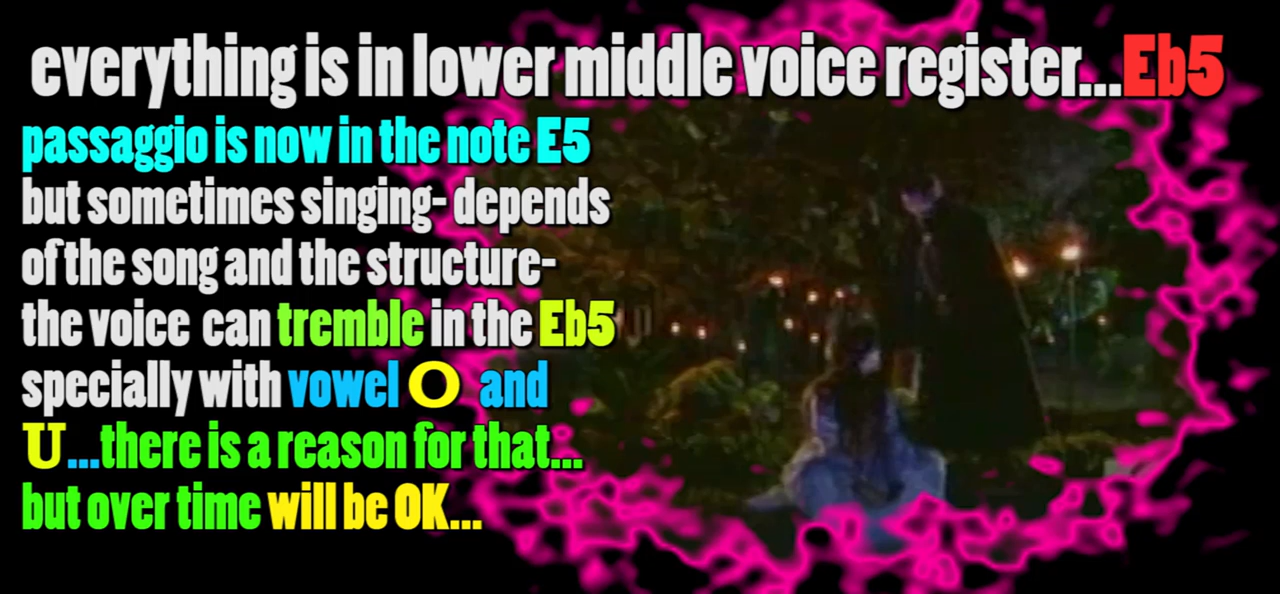 everything is in lower middle voice register...Eb5
passaggio is now in the note E5
but sometimes singing- depends
of the song and the structure-
the voice can tremble in the Eb5
specially with vowel O and
U...there is a reason for that...
but over time will be OK...